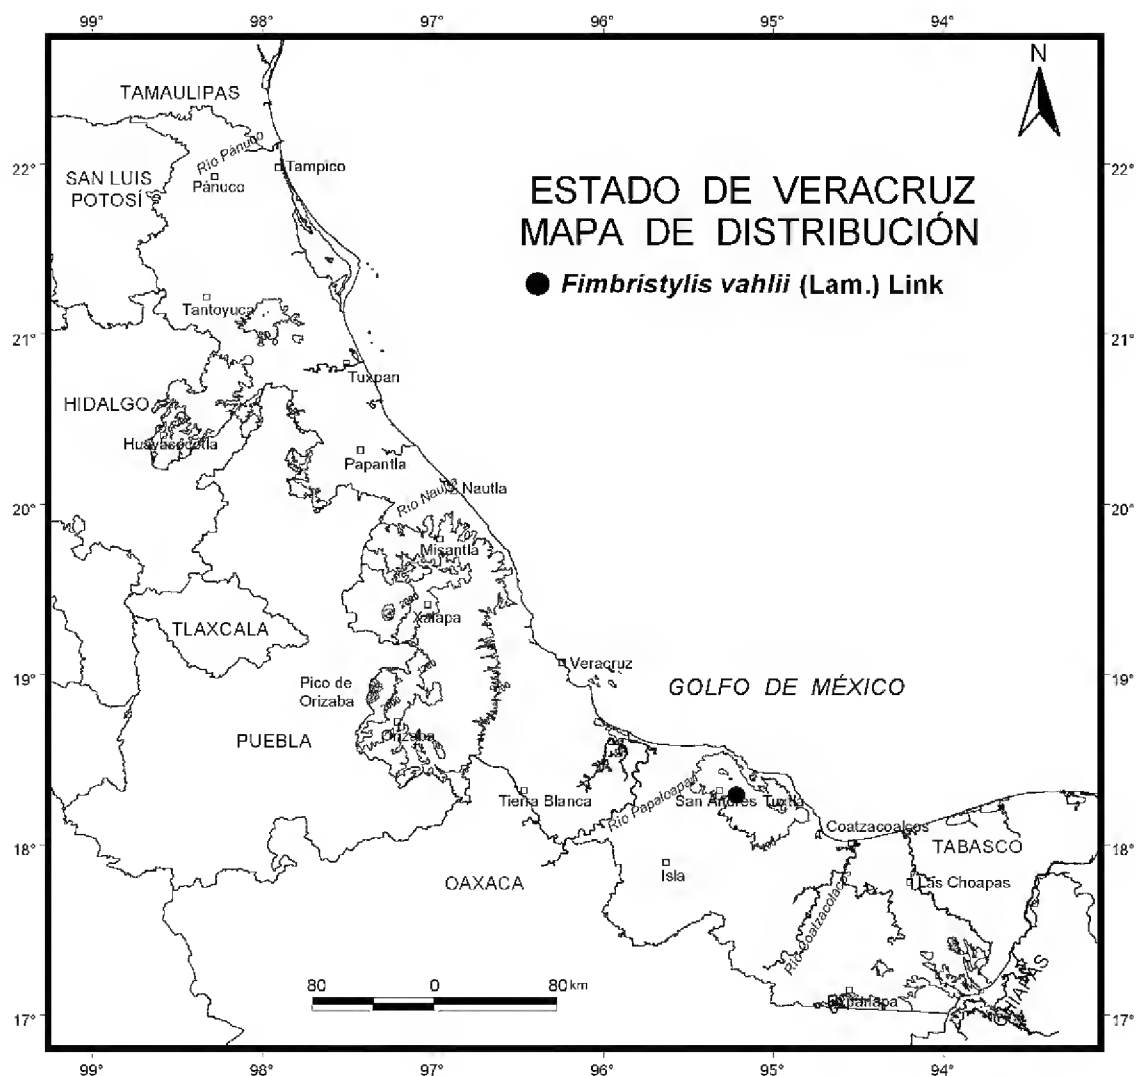 99° 98° 97° 96° 95° 94°
N
TAMAULIPAS
Río Pánuco
22° Tampico 22°
SAN LUIS
POTOSÍ
Pánuco
ESTADO DE VERACRUZ
MAPA DE DISTRIBUCIÓN
Fimbristylis vahlii (Lam.) Link
Tantoyuca
21° 21°
Tuxpan
HIDALGO
Huayacocotla
Papantla
Nautla
Río Nautla
20° 20°
Misantla
2000
Xalapa
TLAXCALA
Veracruz
19° 19°
Pico de
Orizaba
GOLFO DE MÉXICO
Orizaba
PUEBLA
Tierra Blanca
San Andrés Tuxtla
Río Papaloapan
Coatzacoalcos
18° 18°
TABASCO
Isla
OAXACA
Las Choapas
Río Coatzacoalcos
CHIAPAS
80 0 80 km
Uxpanapa
17° 17°
99° 98° 97° 96° 95° 94°